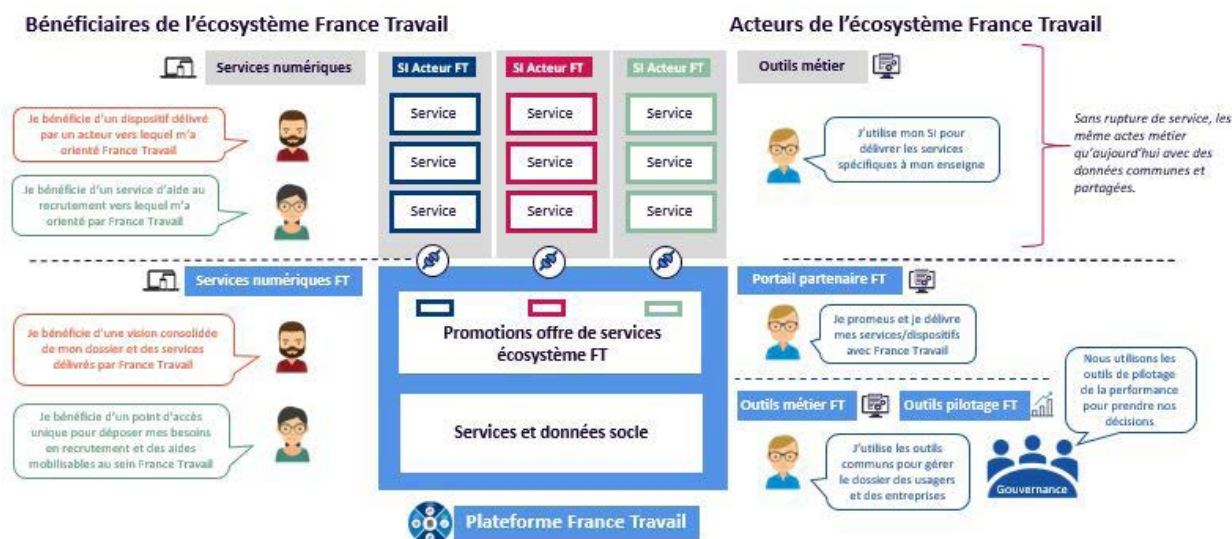 Bénéficiaires de l'écosystème France Travail
Acteurs de l'écosystème France Travail
Services numériques
SI Acteur FT
SI Acteur FT
SI Acteur FT
Outils métier
Service
Service
Service
Service
Service
Service
Service
Service
Service
Je bénéficie d'un dispositif délivré
par un acteur vers lequel m'a
orienté France Travail
Je bénéficie d'un service d'aide au
recrutement vers lequel m'a
orienté par France Travail
J'utilise mon SI pour
délivrer les services
spécifiques à mon enseigne
Sans rupture de service, les
même actes métier
qu'aujourd'hui avec des
données communes et
partagées.
Services numériques FT
Portail partenaire FT
Je bénéficie d'une vision consolidée
de mon dossier et des services
délivrés par France Travail
Promotions offre de services
écosystème FT
Je promeus et je délivre
mes services/dispositifs
avec France Travail
Nous utilisons les
outils de pilotage
de la performance
pour prendre nos
décisions
Je bénéficie d'un point d'accès
unique pour déposer mes besoins
en recrutement et des aides
mobilisables au sein France Travail
Services et données socle
Outils métier FT
Outils pilotage FT
J'utilise les outils
communs pour gérer
le dossier des usagers
et des entreprises
Gouvernance
Plateforme France Travail